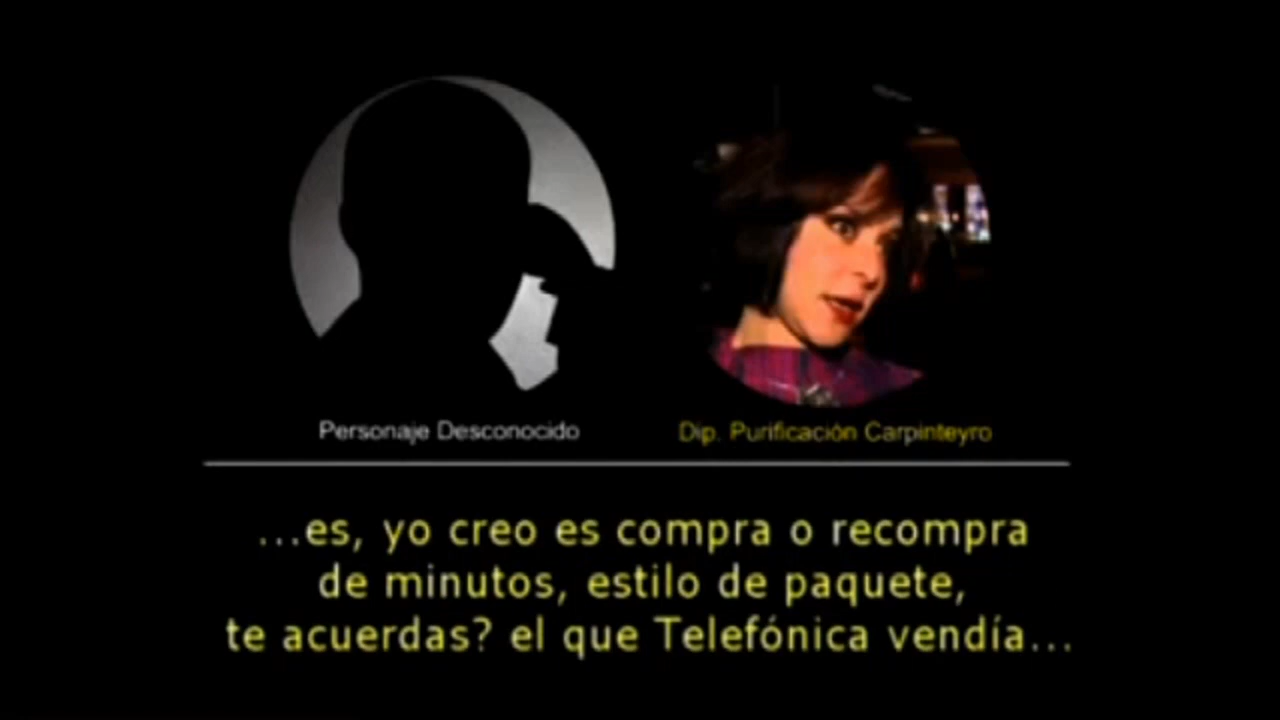 Personaje Desconocido
Dip. Purificación Carpinteyro
...es, yo creo es compra o recompra
de minutos, estilo de paquete,
te acuerdas? el que Telefónica vendía...